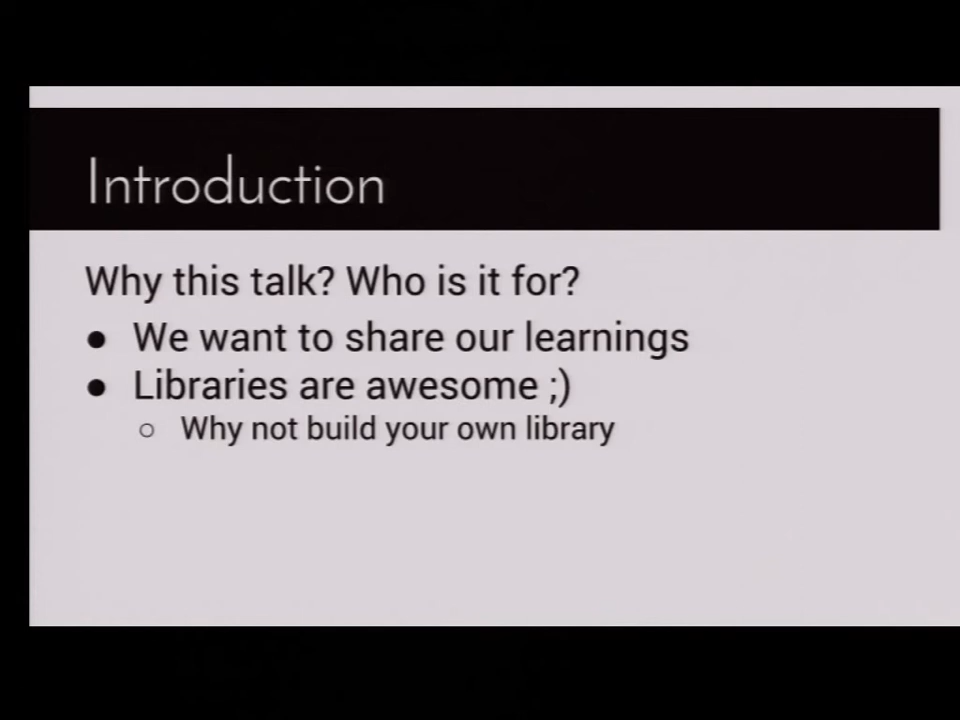 Introduction
Why this talk? Who is it for?
● We want to share our learnings
● Libraries are awesome ;)
○ Why not build your own library